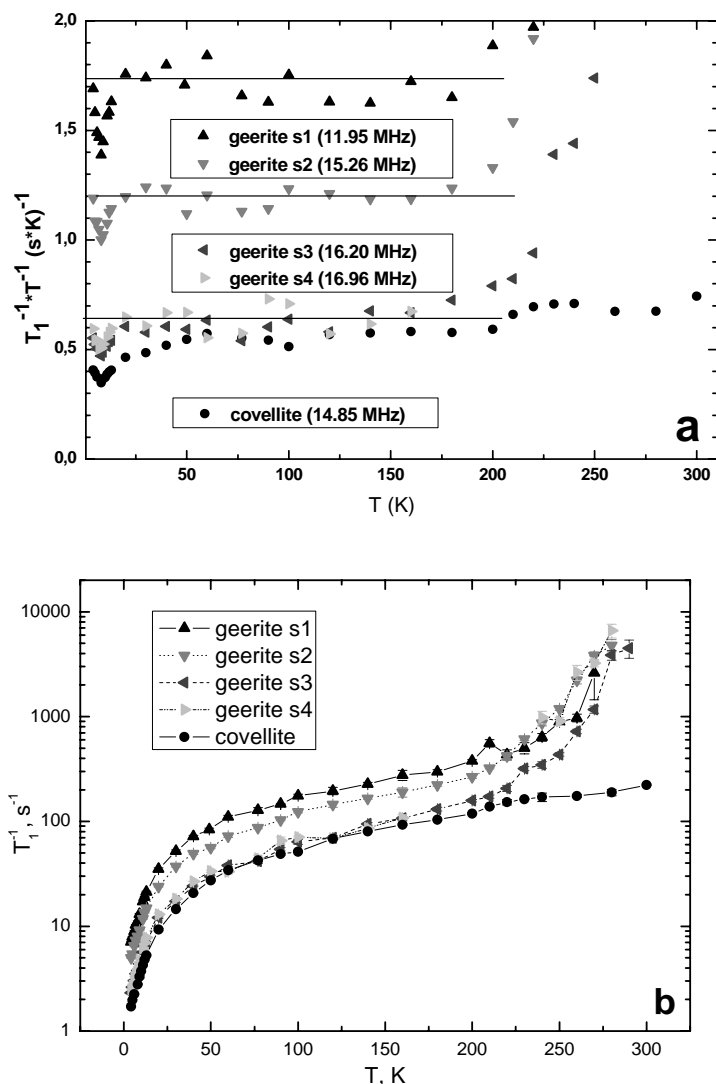 2,0
1,5
1,0
0,5
0,0
T₁⁻¹*T⁻¹ (s*K)⁻¹
geerite s1 (11.95 MHz)
geerite s2 (15.26 MHz)
geerite s3 (16.20 MHz)
geerite s4 (16.96 MHz)
covellite (14.85 MHz)
a
50 100 150 200 250 300
T (K)
10000
1000
100
10
1
T₁⁻¹, s⁻¹
geerite s1
geerite s2
geerite s3
geerite s4
covellite
b
0 50 100 150 200 250 300
T, K